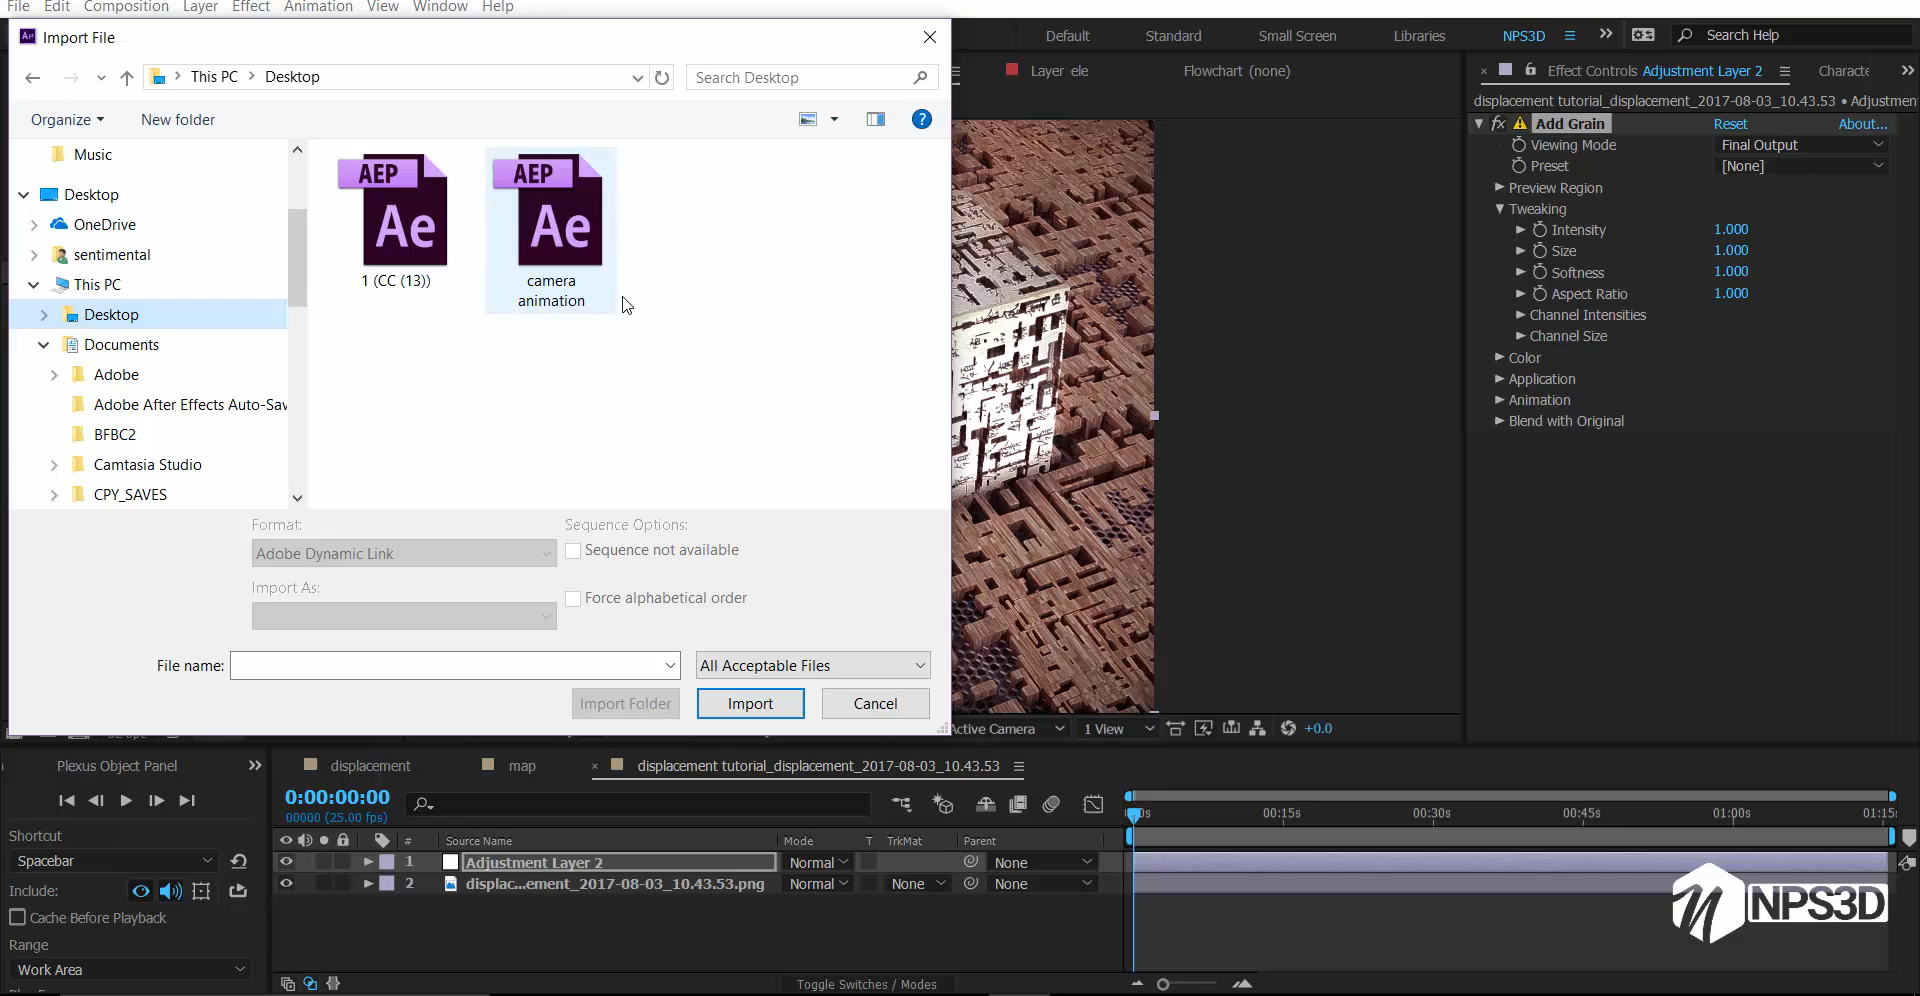 File Edit Composition Layer Effect Animation View Window Help
Import File
Default Standard Small Screen Libraries NPS3D Search Help
This PC Desktop Search Desktop
Layer ele Flowchart (none)
Effect Controls Adjustment Layer 2 Characte
displacement tutorial_displacement_2017-08-03_10.43.53 • Adjustmen
Organize New folder
fx Add Grain Reset About...
Viewing Mode Final Output
Preset [None]
Preview Region
Tweaking
Intensity 1.000
Size 1.000
Softness 1.000
Aspect Ratio 1.000
Channel Intensities
Channel Size
Color
Application
Animation
Blend with Original
Music
Desktop
OneDrive
sentimental
This PC
Desktop
Documents
Adobe
Adobe After Effects Auto-Sav
BFBC2
Camtasia Studio
CPY_SAVES
AEP
Ae
1 (CC (13))
AEP
Ae
camera
animation
Format:
Adobe Dynamic Link
Import As:
Sequence Options:
Sequence not available
Force alphabetical order
File name: All Acceptable Files
Import Folder Import Cancel
Active Camera 1 View +0.0
Plexus Object Panel
Shortcut
Spacebar
Include:
Cache Before Playback
Range
Work Area
displacement map displacement tutorial_displacement_2017-08-03_10.43.53
0:00:00:00
00000 (25.00 fps)
00:15s 00:30s 00:45s 01:00s 01:15s
# Source Name Mode T TrkMat Parent
1 Adjustment Layer 2 Normal None
2 displac...ement_2017-08-03_10.43.53.png Normal None None
Toggle Switches / Modes
NPS3D